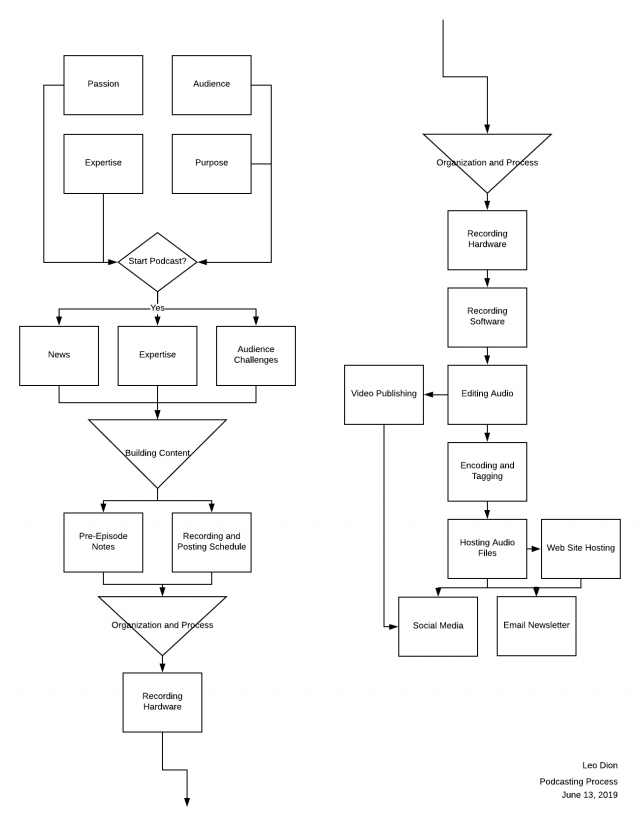 Passion
Audience
Expertise
Purpose
Start Podcast?
Yes
News
Expertise
Audience
Challenges
Building Content
Pre-Episode
Notes
Recording and
Posting Schedule
Organization and Process
Recording
Hardware
Organization and Process
Recording
Hardware
Recording
Software
Video Publishing
Editing Audio
Encoding and
Tagging
Hosting Audio
Files
Web Site Hosting
Social Media
Email Newsletter
Leo Dion
Podcasting Process
June 13, 2019